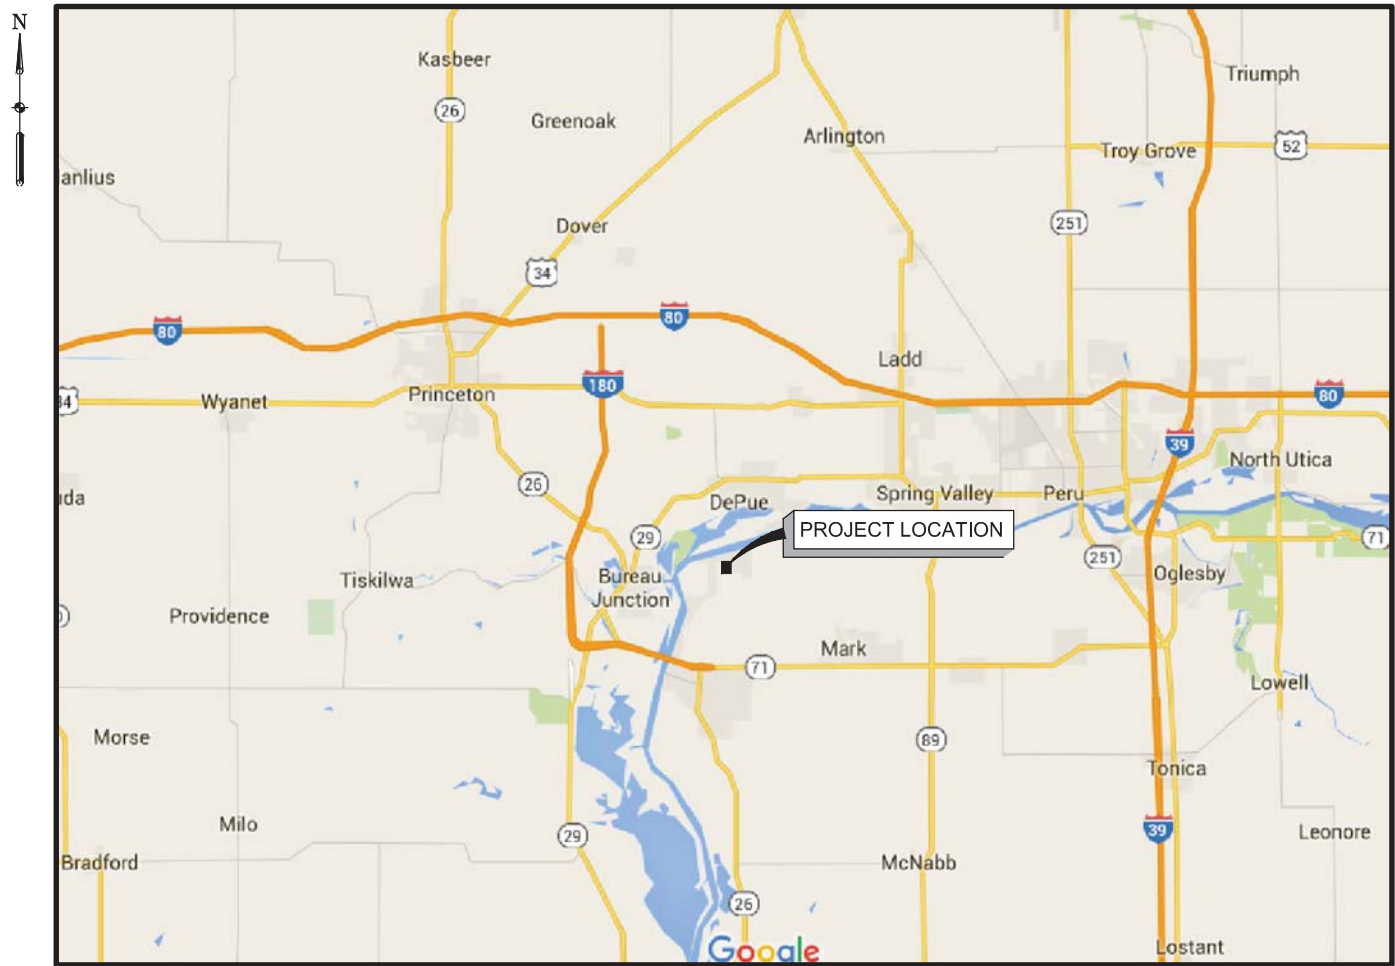 N
Kasbeer
Triumph
26
Greenoak
Arlington
52
Troy Grove
anlius
251
Dover
34
80
80
Ladd
180
Princeton
80
34
Wyanet
39
North Utica
26
uda
DePue
Spring Valley
Peru
PROJECT LOCATION
29
71
251
Bureau
Junction
Tiskilwa
Oglesby
Providence
Mark
71
Lowell
Morse
89
Tonica
Milo
29
39
Leonore
Bradford
McNabb
26
Lostant
Google